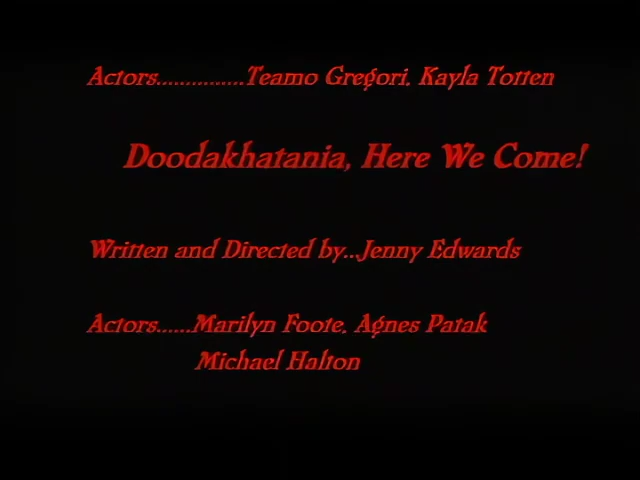 Actors...............Teamo Gregori, Kayla Totten
Doodakhatania, Here We Come!
Written and Directed by...Jenny Edwards
Actors......Marilyn Foote, Agnes Patak
Michael Halton